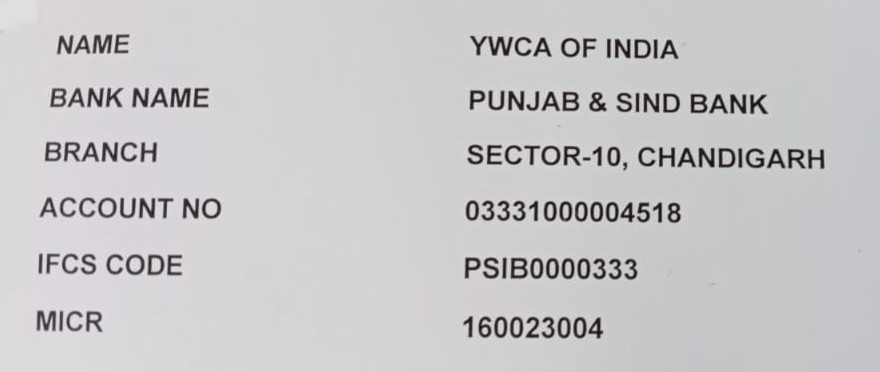 NAME YWCA OF INDIA
BANK NAME PUNJAB & SIND BANK
BRANCH SECTOR-10, CHANDIGARH
ACCOUNT NO 03331000004518
IFCS CODE PSIB0000333
MICR 160023004